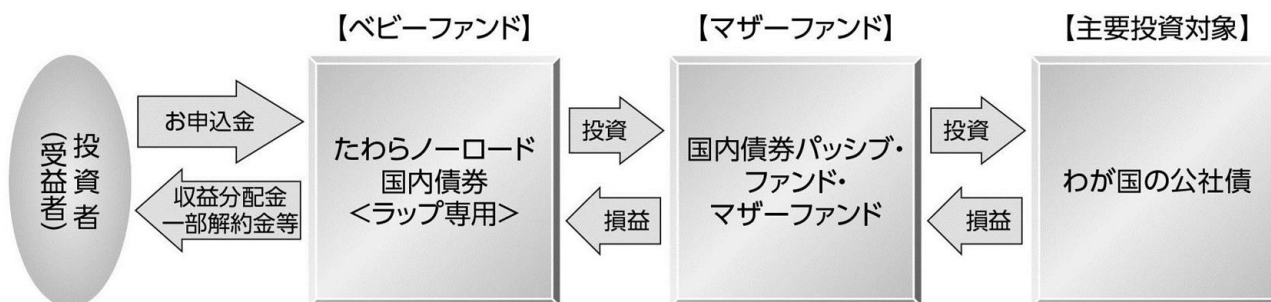 【ベビーファンド】
【マザーファンド】
【主要投資対象】
投資者
(受益者)
お申込金
収益分配金
一部解約金等
たわらノーロード
国内債券
<ラップ専用>
投資
損益
国内債券パッシブ・
ファンド・
マザーファンド
投資
損益
わが国の公社債